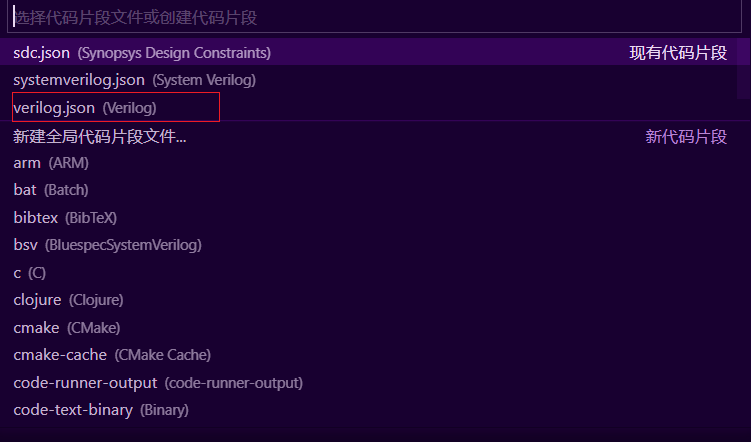 选择代码片段文件或创建代码片段
sdc.json (Synopsys Design Constraints) 现有代码片段
systemverilog.json (System Verilog)
verilog.json (Verilog)
新建全局代码片段文件... 新代码片段
arm (ARM)
bat (Batch)
bibtex (BibTeX)
bsv (BluespecSystemVerilog)
c (C)
clojure (Clojure)
cmake (CMake)
cmake-cache (CMake Cache)
code-runner-output (code-runner-output)
code-text-binary (Binary)